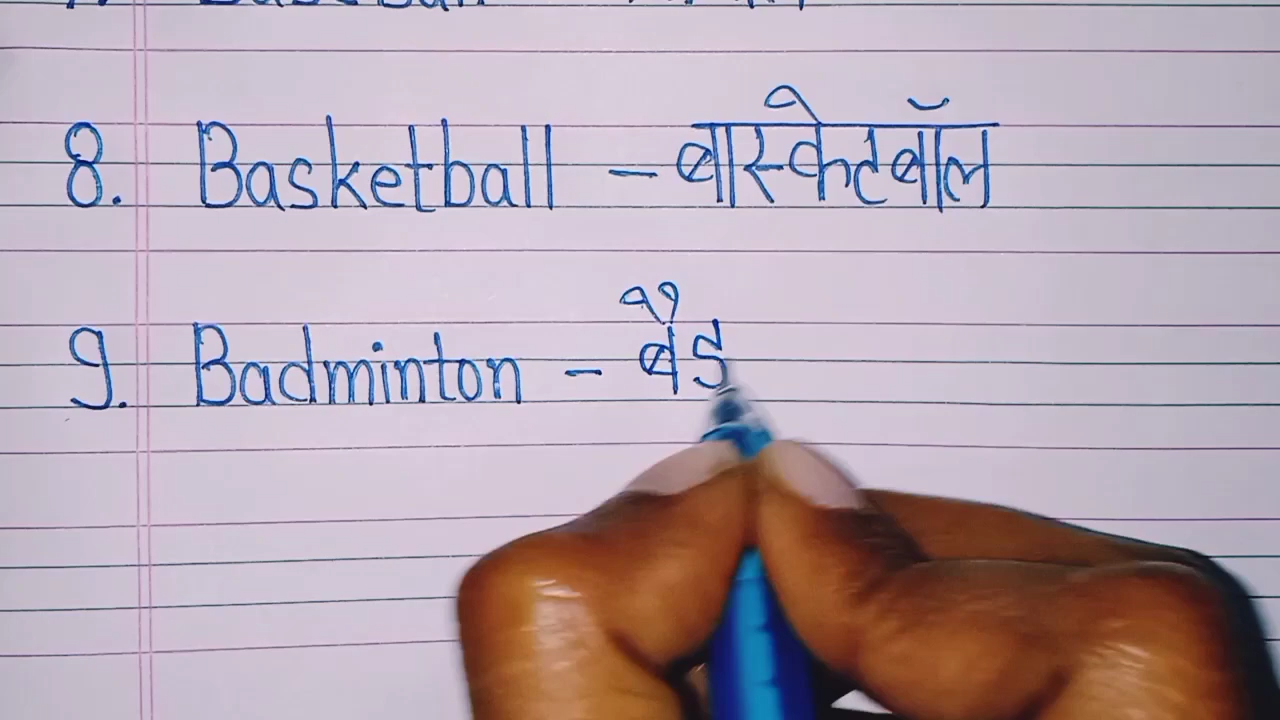 8. Basketball – बास्केटबॉल
9. Badminton – बैड